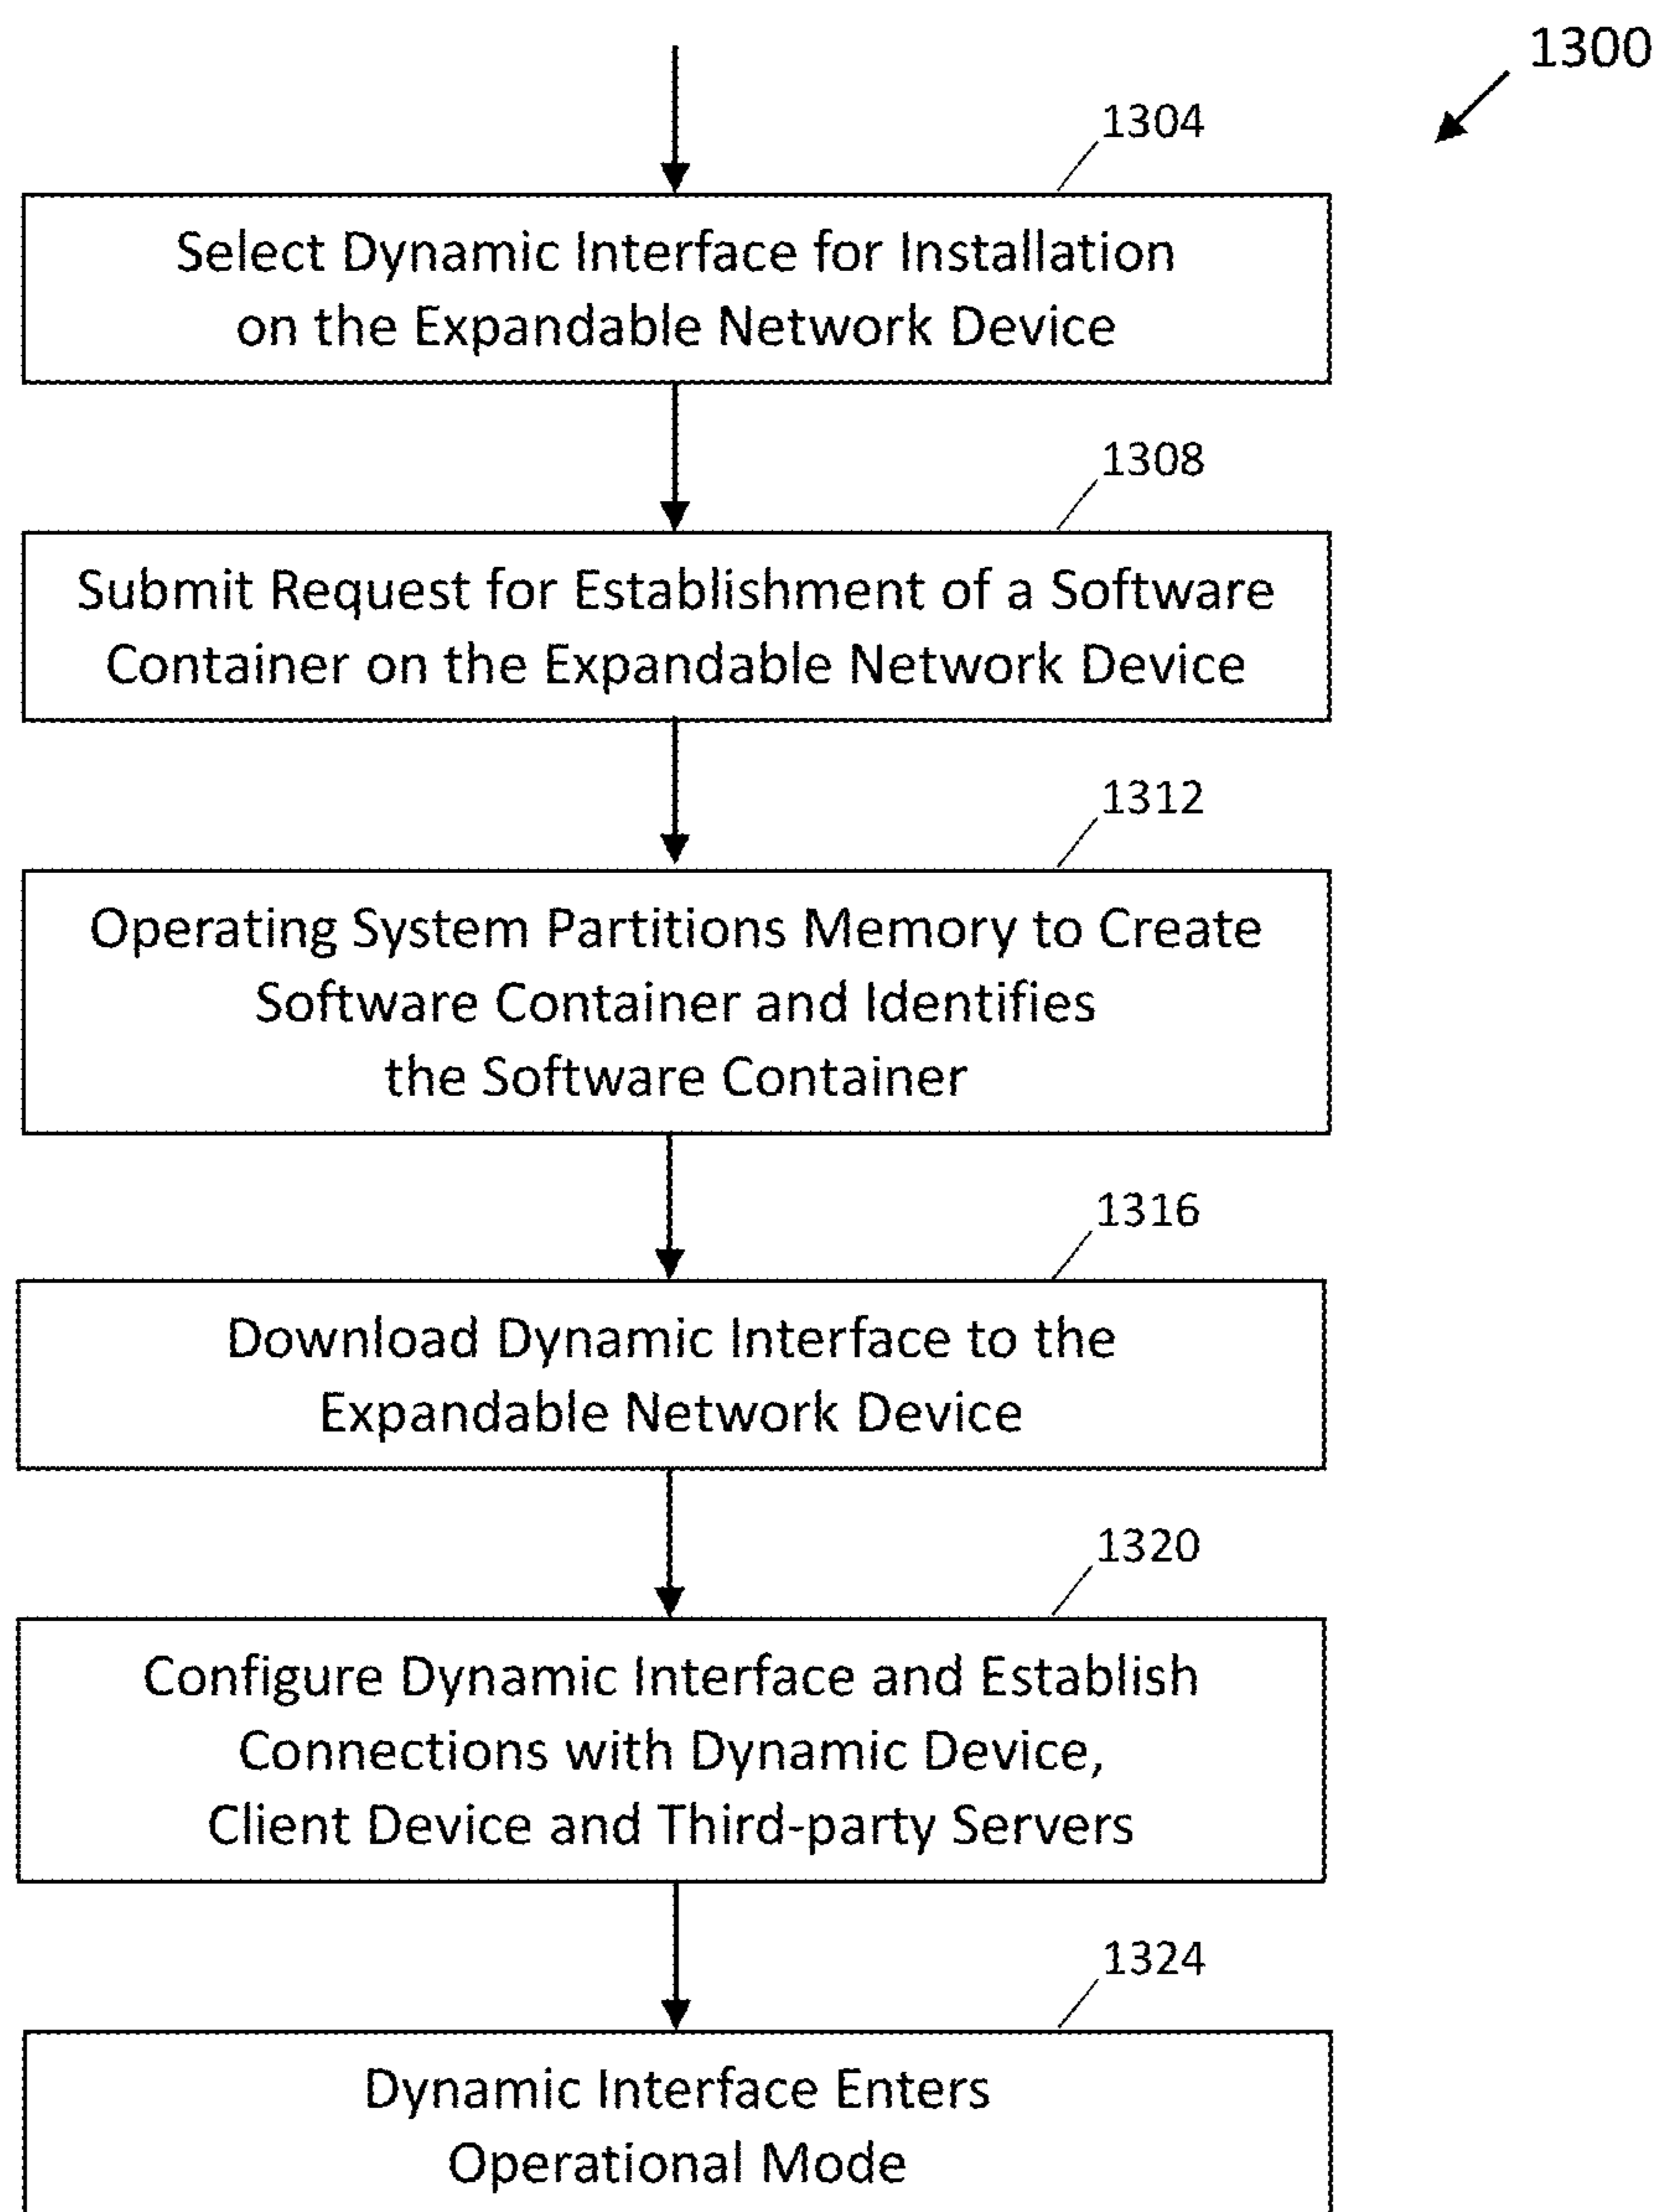 1300
1304
Select Dynamic Interface for Installation
on the Expandable Network Device
1308
Submit Request for Establishment of a Software
Container on the Expandable Network Device
1312
Operating System Partitions Memory to Create
Software Container and Identifies
the Software Container
1316
Download Dynamic Interface to the
Expandable Network Device
1320
Configure Dynamic Interface and Establish
Connections with Dynamic Device,
Client Device and Third-party Servers
1324
Dynamic Interface Enters
Operational Mode